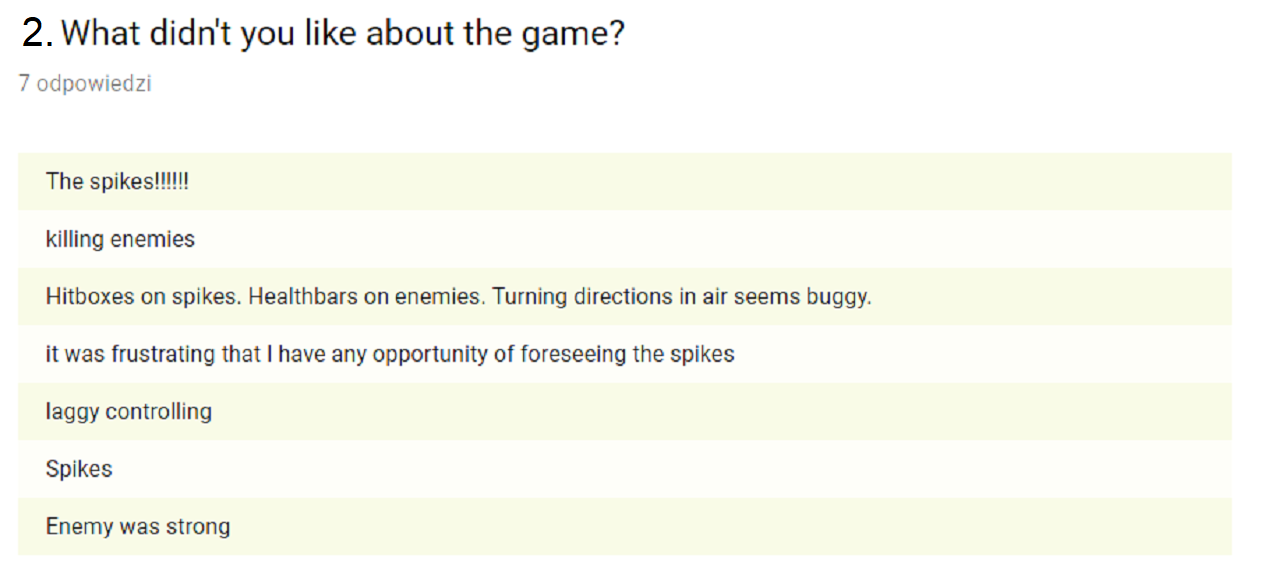 2. What didn't you like about the game?
7 odpowiedzi
The spikes!!!!!!
killing enemies
Hitboxes on spikes. Healthbars on enemies. Turning directions in air seems buggy.
it was frustrating that I have any opportunity of foreseeing the spikes
laggy controlling
Spikes
Enemy was strong